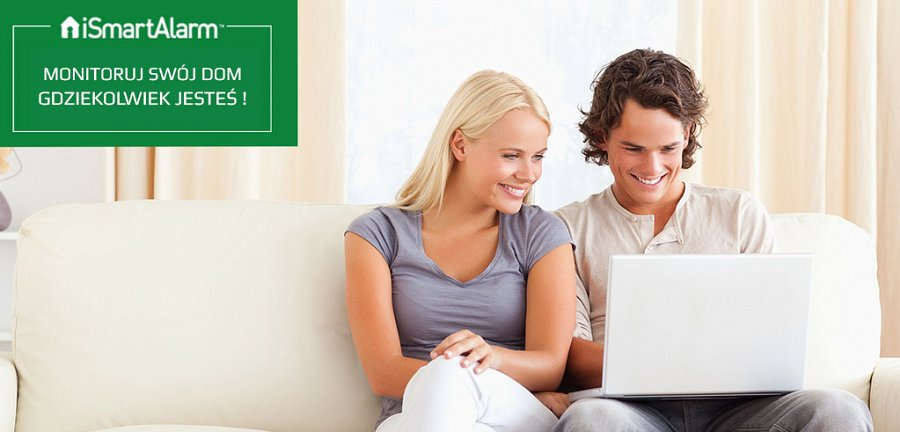 iSmartAlarm™
MONITORUJ SWÓJ DOM
GDZIEKOLWIEK JESTEŚ !